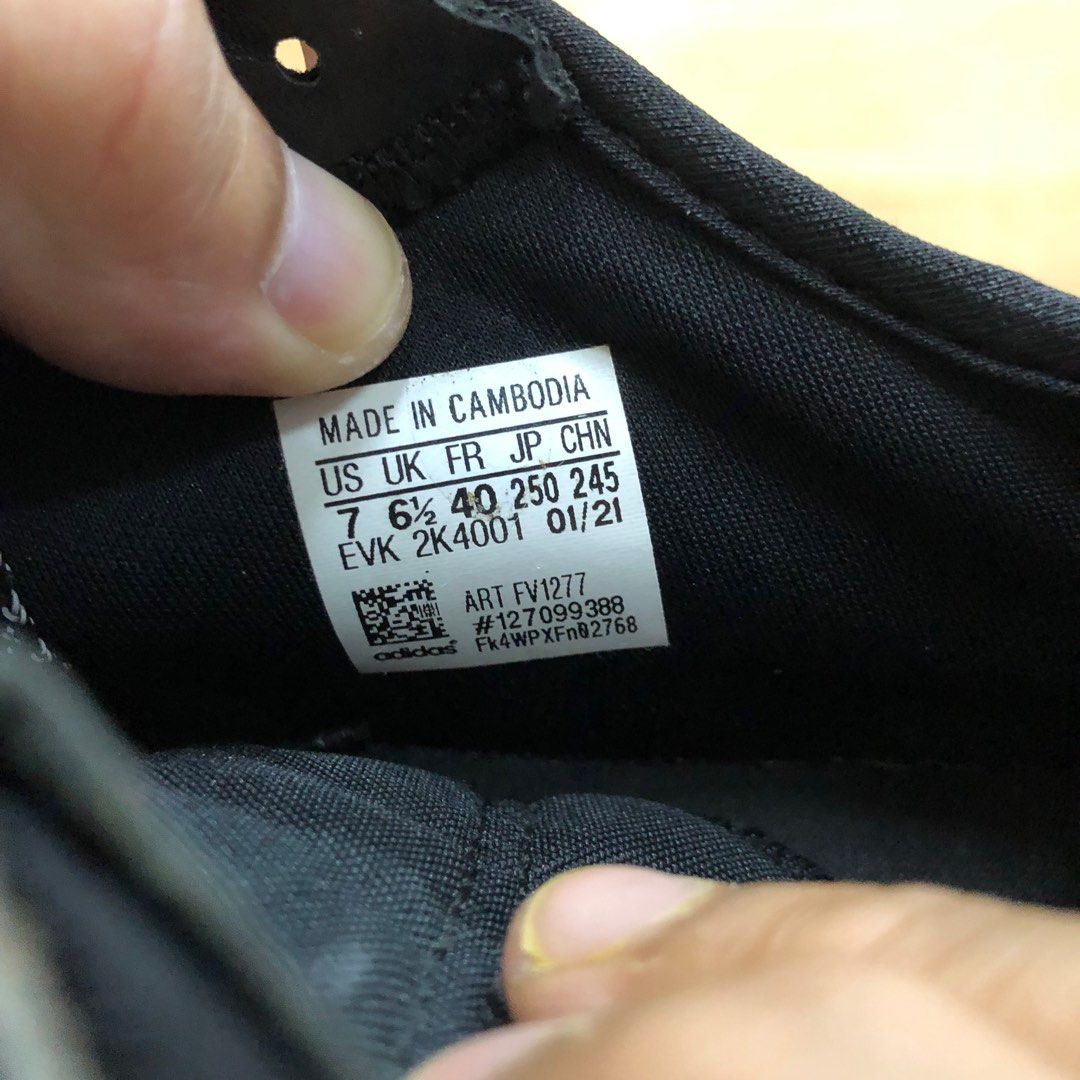 MADE IN CAMBODIA
US UK FR JP CHN
7 6½ 40 250 245
EVK 2K4001 01/21
ART FV1277
#127099388
Fk4WPXFn02768
adidas